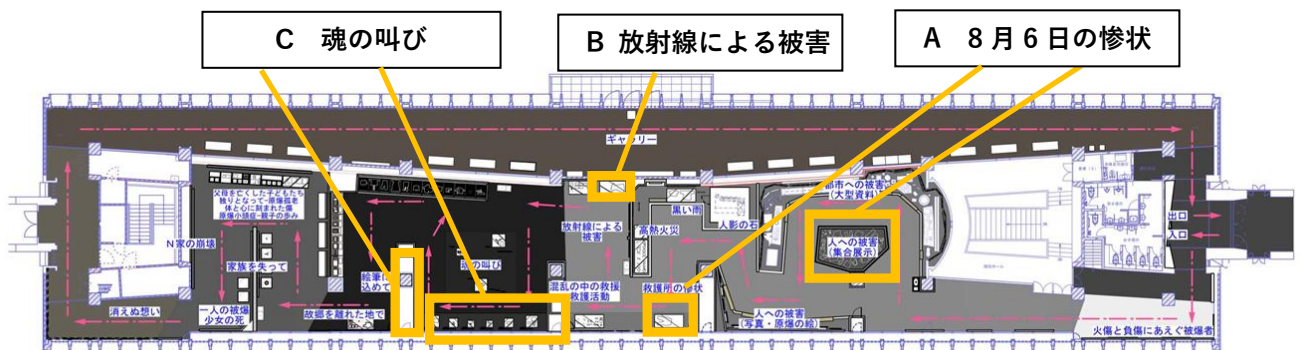 C 魂の叫び
B 放射線による被害
A 8月6日の惨状
ギャラリー
父母を亡くした子どもたち
独りとなって・原爆孤老
体と心に刻まれた傷
原爆小頭症・親子の歩み
N家の崩壊
家族を失って
消えぬ想い
一人の被爆
少女の死
故郷を離れた地で
絵筆に
込めて
魂の叫び
放射線による
被害
混乱の中の救援
救護活動
高熱火災
黒い雨
人影の石
救護所の惨状
都市への被害
(大型資料)
人への被害
(集合展示)
人への被害
(写真・原爆の絵)
火傷と負傷にあえぐ被爆者
出口
入口